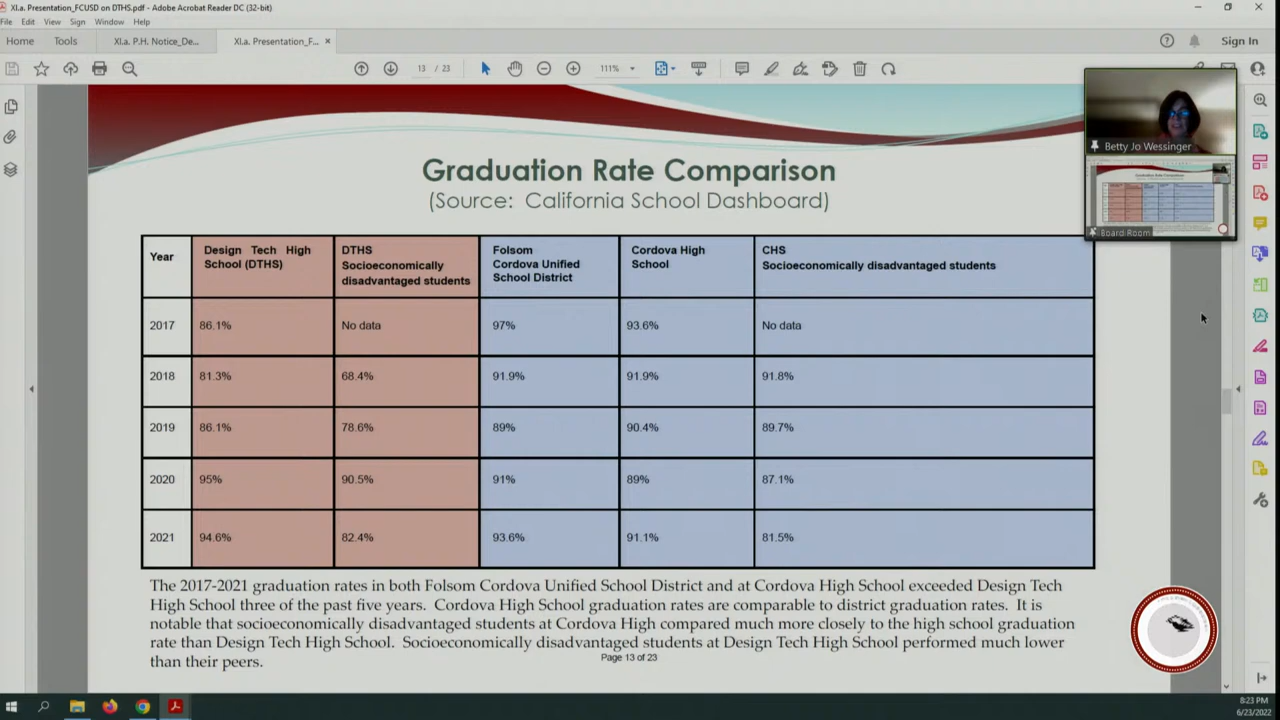 XI.a. Presentation_FCUSD on DTHS.pdf - Adobe Acrobat Reader DC (32-bit)
File Edit View Sign Window Help
Home Tools XI.a. P.H. Notice_De... XI.a. Presentation_F... × Sign In
13 / 23 111%
Betty Jo Wessinger
Board Room
Graduation Rate Comparison
(Source: California School Dashboard)
Year Design Tech High School (DTHS) DTHS Socioeconomically disadvantaged students Folsom Cordova Unified School District Cordova High School CHS Socioeconomically disadvantaged students
2017 86.1% No data 97% 93.6% No data
2018 81.3% 68.4% 91.9% 91.9% 91.8%
2019 86.1% 78.6% 89% 90.4% 89.7%
2020 95% 90.5% 91% 89% 87.1%
2021 94.6% 82.4% 93.6% 91.1% 81.5%
The 2017-2021 graduation rates in both Folsom Cordova Unified School District and at Cordova High School exceeded Design Tech
High School three of the past five years. Cordova High School graduation rates are comparable to district graduation rates. It is
notable that socioeconomically disadvantaged students at Cordova High compared much more closely to the high school graduation
rate than Design Tech High School. Socioeconomically disadvantaged students at Design Tech High School performed much lower
than their peers.
Page 13 of 23
8:23 PM
6/23/2022